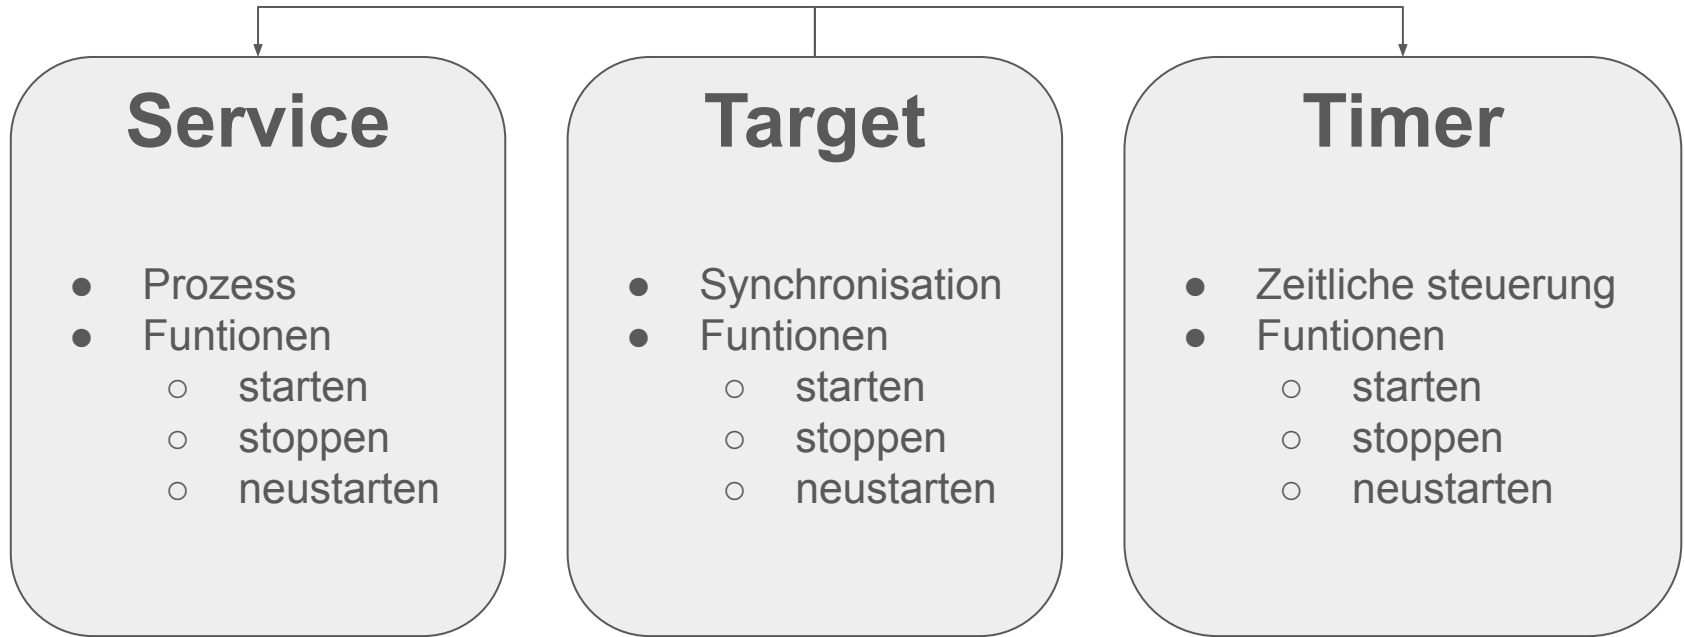 Service
● Prozess
● Funtionen
○ starten
○ stoppen
○ neustarten
Target
● Synchronisation
● Funtionen
○ starten
○ stoppen
○ neustarten
Timer
● Zeitliche steuerung
● Funtionen
○ starten
○ stoppen
○ neustarten